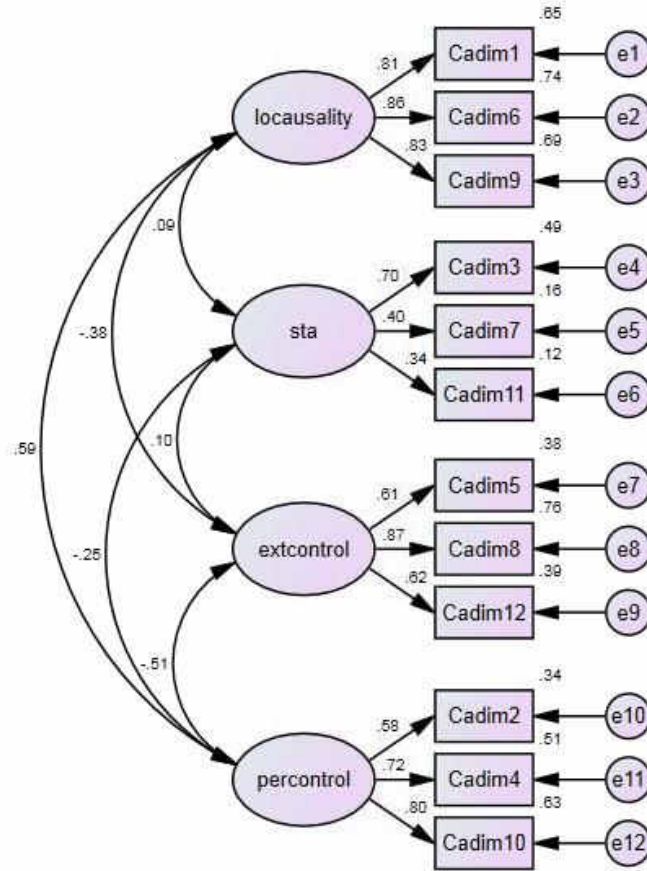 .65
.81
Cadim1
e1
.74
locausality
.86
Cadim6
e2
.69
.83
Cadim9
e3
.09
.49
.70
Cadim3
e4
.16
-.38
sta
.40
Cadim7
e5
.12
.34
Cadim11
e6
.59
.10
.38
.61
Cadim5
e7
.76
-.25
extcontrol
.87
Cadim8
e8
.39
.62
Cadim12
e9
-.51
.34
.58
Cadim2
e10
.51
percontrol
.72
Cadim4
e11
.63
.80
Cadim10
e12